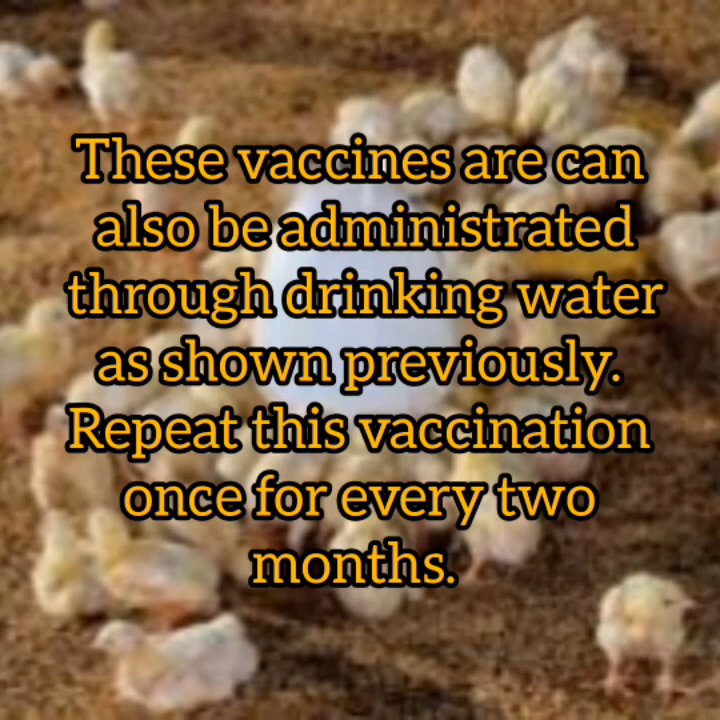 These vaccines are can
also be administrated
through drinking water
as shown previously.
Repeat this vaccination
once for every two
months.